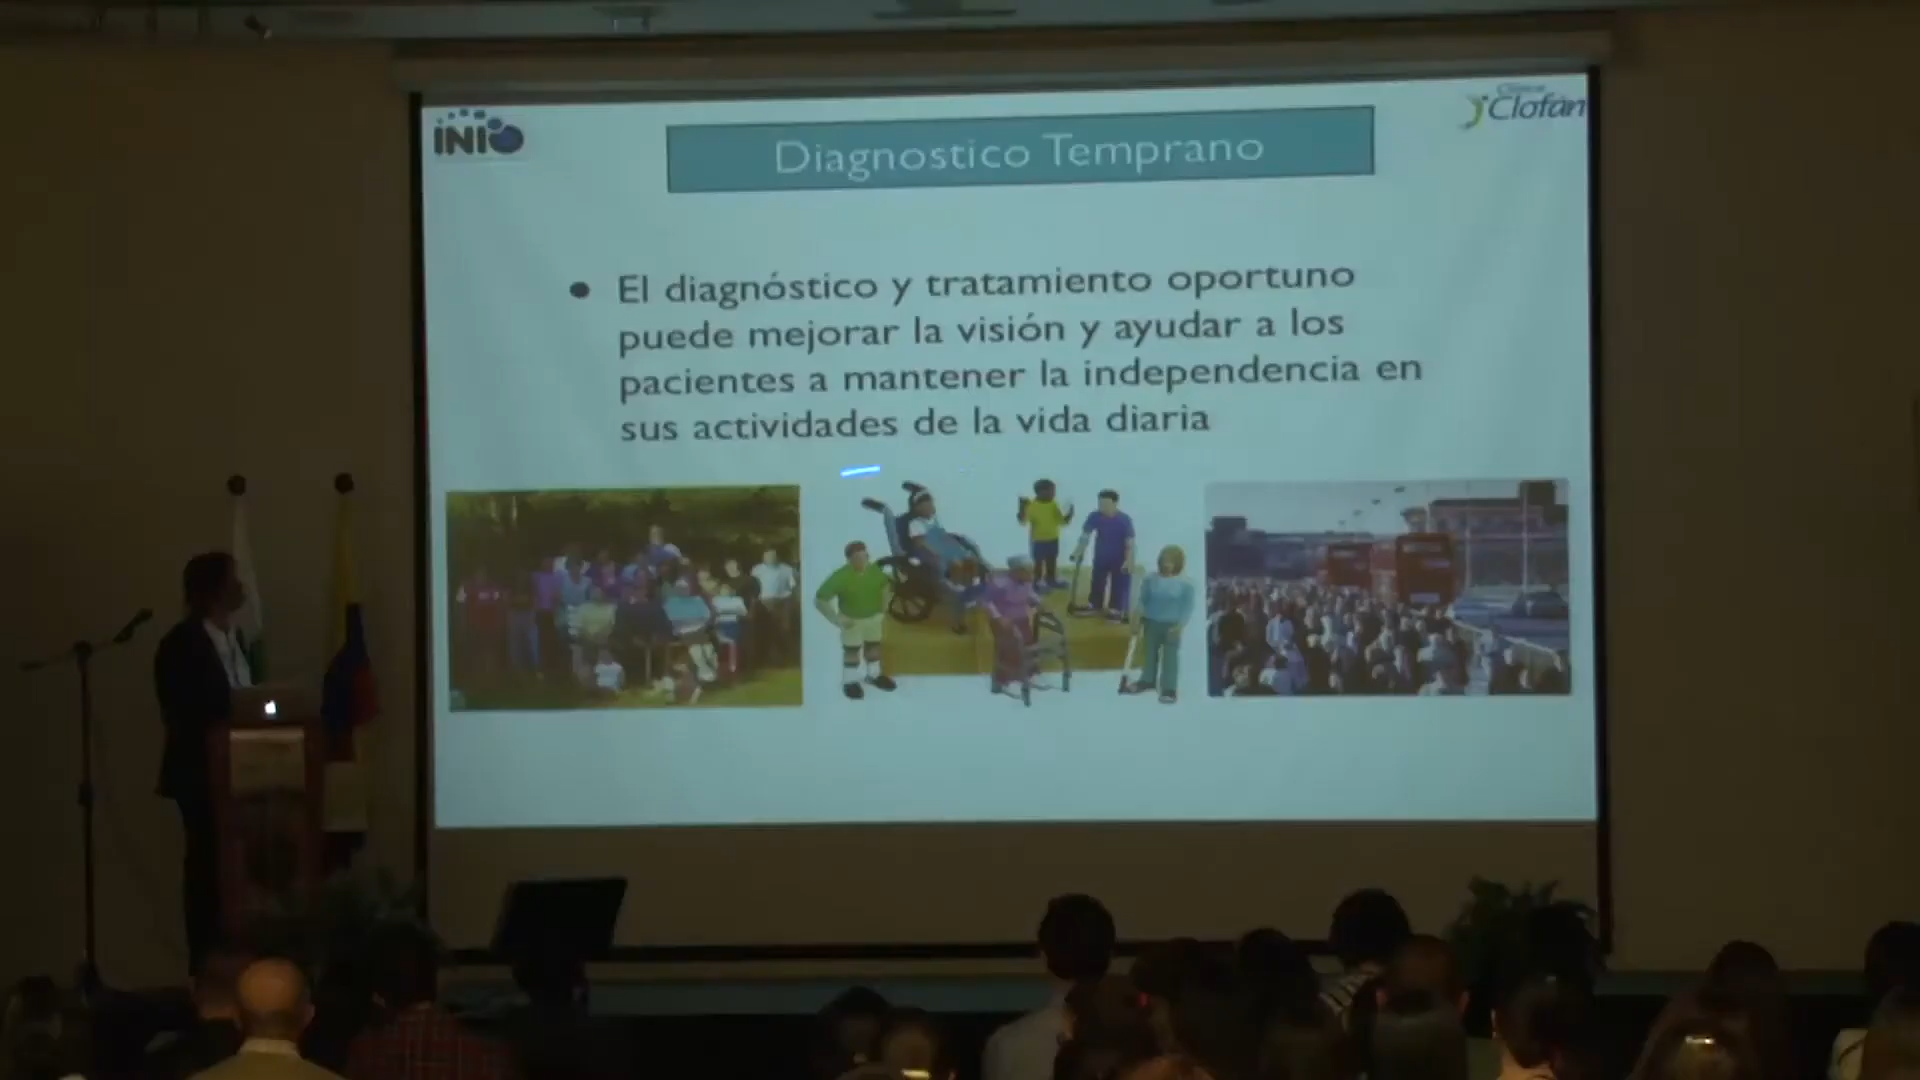 INIO
Clofán
Diagnostico Temprano
• El diagnóstico y tratamiento oportuno
puede mejorar la visión y ayudar a los
pacientes a mantener la independencia en
sus actividades de la vida diaria